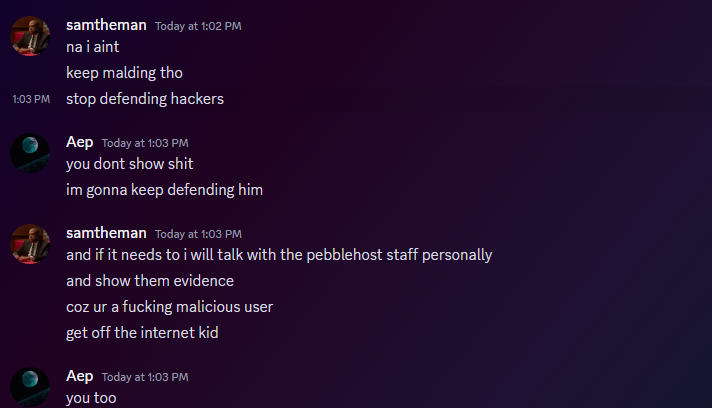 samtheman Today at 1:02 PM
na i aint
keep malding tho
1:03 PM stop defending hackers
Aep Today at 1:03 PM
you dont show shit
im gonna keep defending him
samtheman Today at 1:03 PM
and if it needs to i will talk with the pebblehost staff personally
and show them evidence
coz ur a fucking malicious user
get off the internet kid
Aep Today at 1:03 PM
you too